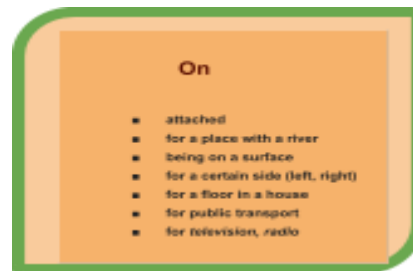 On
▪ attached
▪ for a place with a river
▪ being on a surface
▪ for a certain side (left, right)
▪ for a floor in a house
▪ for public transport
▪ for television, radio